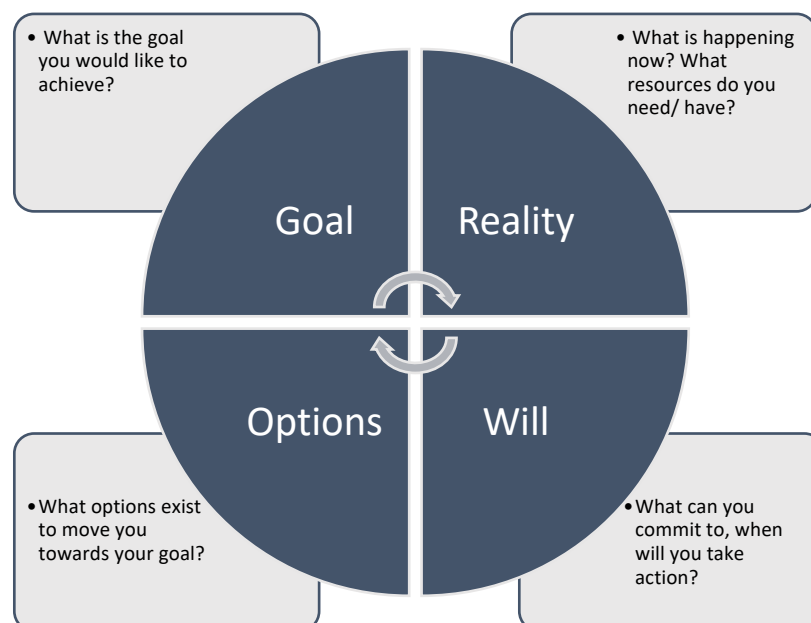 • What is the goal
you would like to
achieve?
• What is happening
now? What
resources do you
need/ have?
Goal
Reality
Options
Will
•What options exist
to move you
towards your goal?
•What can you
commit to, when
will you take
action?